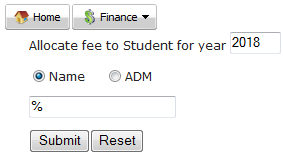 Home Finance
Allocate fee to Student for year 2018
Name ADM
%
Submit Reset